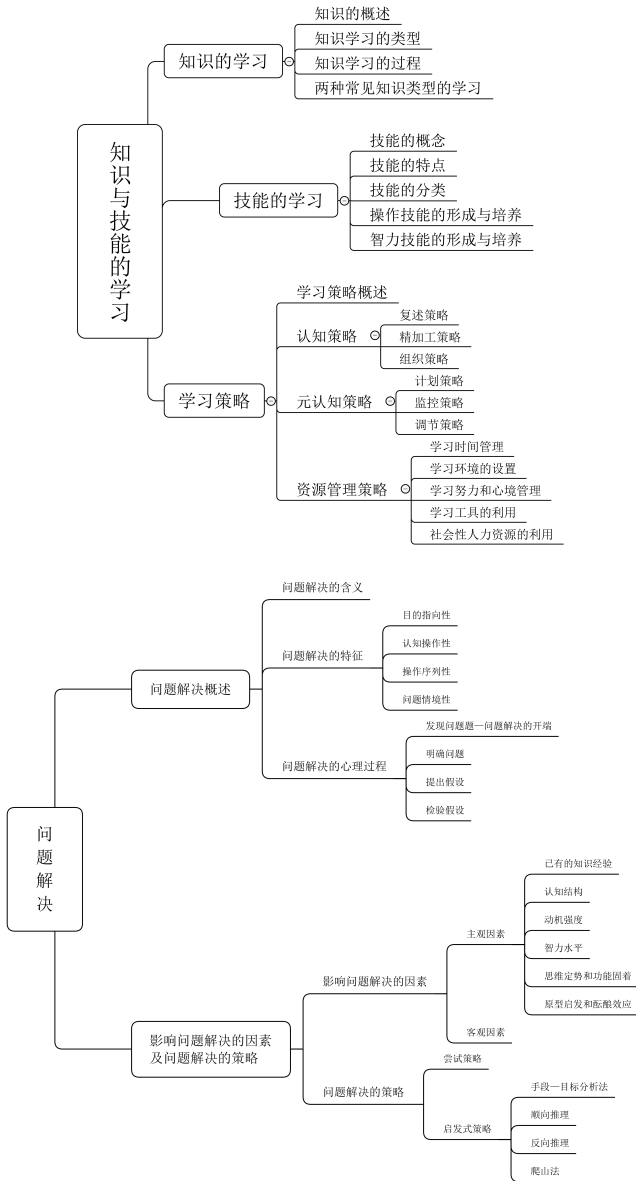 知识与技能的学习
知识的学习
知识的概述
知识学习的类型
知识学习的过程
两种常见知识类型的学习
技能的学习
技能的概念
技能的特点
技能的分类
操作技能的形成与培养
智力技能的形成与培养
学习策略
学习策略概述
认知策略
复述策略
精加工策略
组织策略
元认知策略
计划策略
监控策略
调节策略
资源管理策略
学习时间管理
学习环境的设置
学习努力和心境管理
学习工具的利用
社会性人力资源的利用
问题解决
问题解决概述
问题解决的含义
问题解决的特征
目的指向性
认知操作性
操作序列性
问题情境性
问题解决的心理过程
发现问题题—问题解决的开端
明确问题
提出假设
检验假设
影响问题解决的因素
及问题解决的策略
影响问题解决的因素
主观因素
已有的知识经验
认知结构
动机强度
智力水平
思维定势和功能固着
原型启发和酝酿效应
客观因素
问题解决的策略
尝试策略
启发式策略
手段—目标分析法
顺向推理
反向推理
爬山法